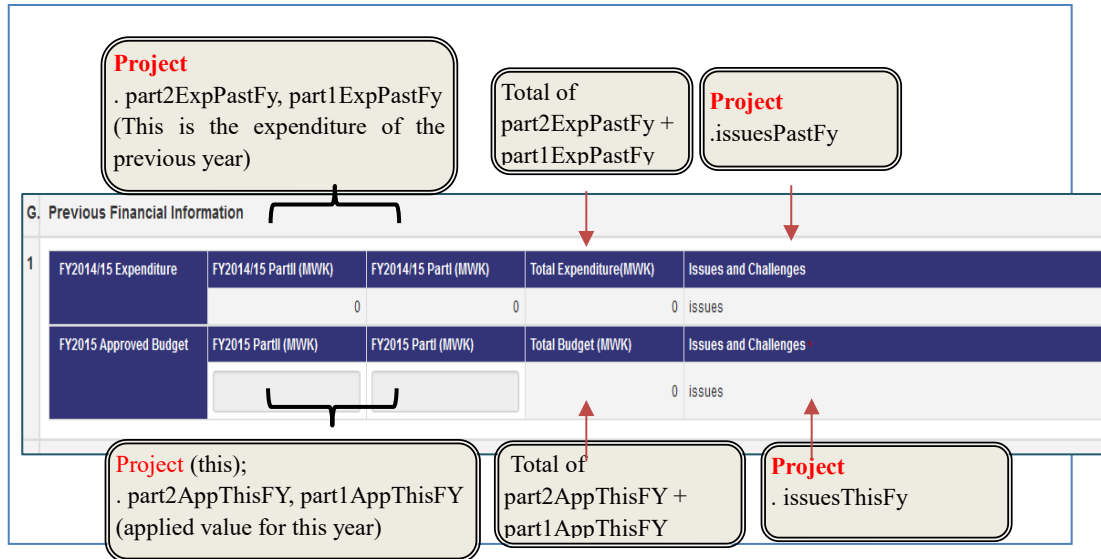 Project
. part2ExpPastFy, part1ExpPastFy
(This is the expenditure of the
previous year)
Total of
part2ExpPastFy +
part1ExpPastFy
Project
.issuesPastFy
G. Previous Financial Information
1 FY2014/15 Expenditure FY2014/15 PartII (MWK) FY2014/15 PartI (MWK) Total Expenditure(MWK) Issues and Challenges
0 0 0 issues
FY2015 Approved Budget FY2015 PartII (MWK) FY2015 PartI (MWK) Total Budget (MWK) Issues and Challenges
0 issues
Project (this);
. part2AppThisFY, part1AppThisFY
(applied value for this year)
Total of
part2AppThisFY +
part1AppThisFY
Project
. issuesThisFy